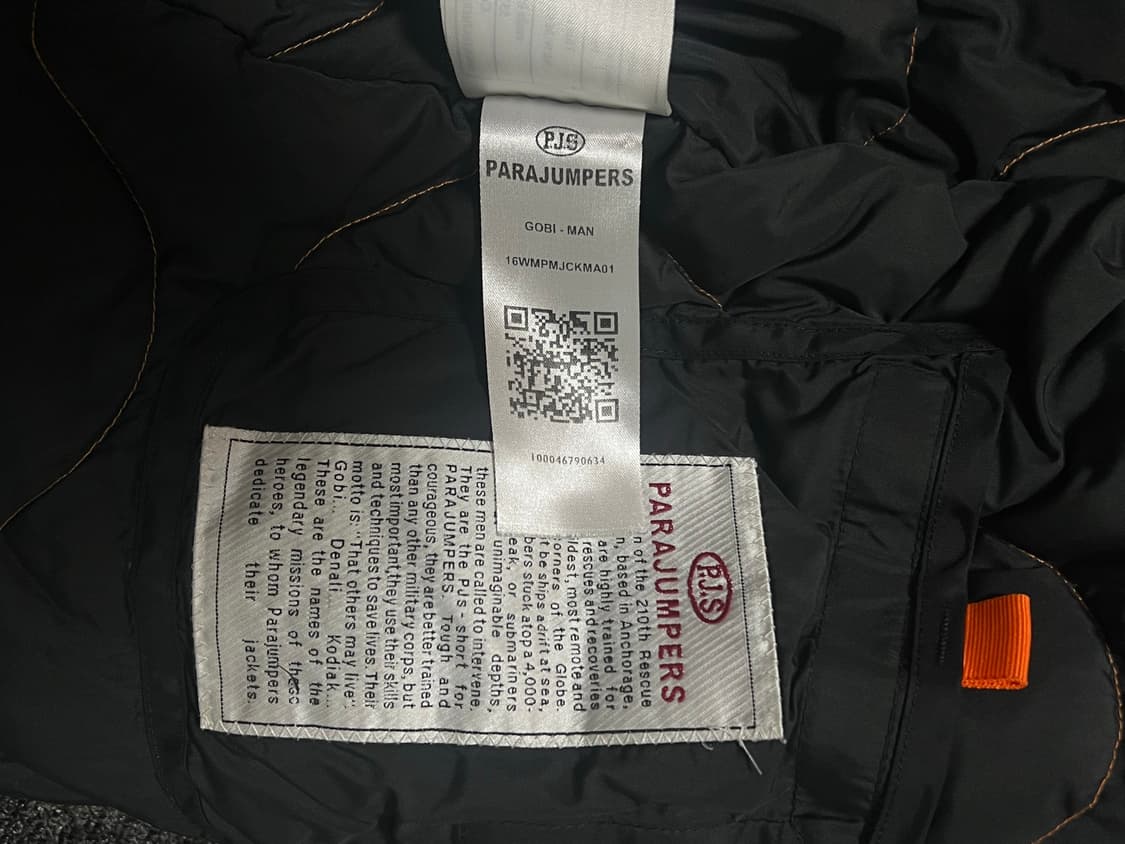 P.J.S
PARAJUMPERS
GOBI - MAN
16WMPMJCKMA01
100046790634
P.J.S
PARAJUMPERS
n of the 210th Rescue
n, based in Anchorage,
are highly trained for
rescues and recoveries
ldest, most remote and
orners of the Globe.
it be ships adrift at sea,
bers stuck atop a 4,000-
eak, or submariners
unimaginable depths,
these men are called to intervene.
They are the PJS - short for
PARAJUMPERS. Tough and
courageous, they are better trained
than any other military corps, but
most important, they use their skills
and techniques to save lives. Their
motto is: "That others may live".
Gobi... Denali... Kodiak...
These are the names of the
legendary missions of these
heroes, to whom Parajumpers
dedicate their jackets.